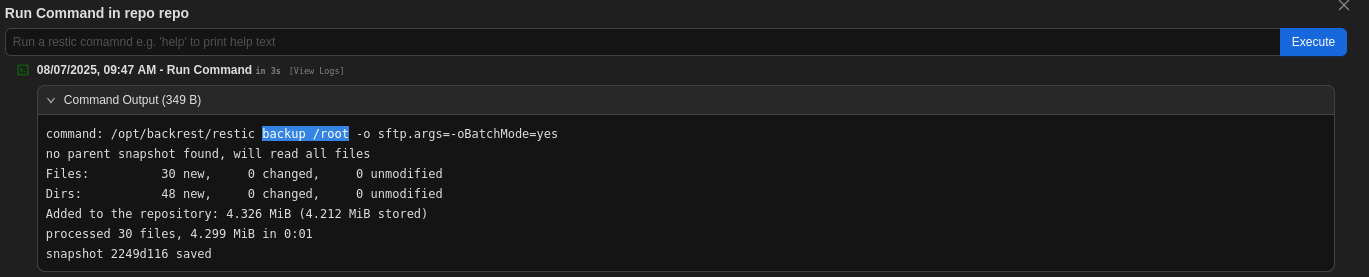 Run Command in repo repo
Run a restic comamnd e.g. 'help' to print help text
Execute
08/07/2025, 09:47 AM - Run Command in 3s [View Logs]
Command Output (349 B)
command: /opt/backrest/restic backup /root -o sftp.args=-oBatchMode=yes
no parent snapshot found, will read all files
Files:          30 new,     0 changed,     0 unmodified
Dirs:           48 new,     0 changed,     0 unmodified
Added to the repository: 4.326 MiB (4.212 MiB stored)
processed 30 files, 4.299 MiB in 0:01
snapshot 2249d116 saved